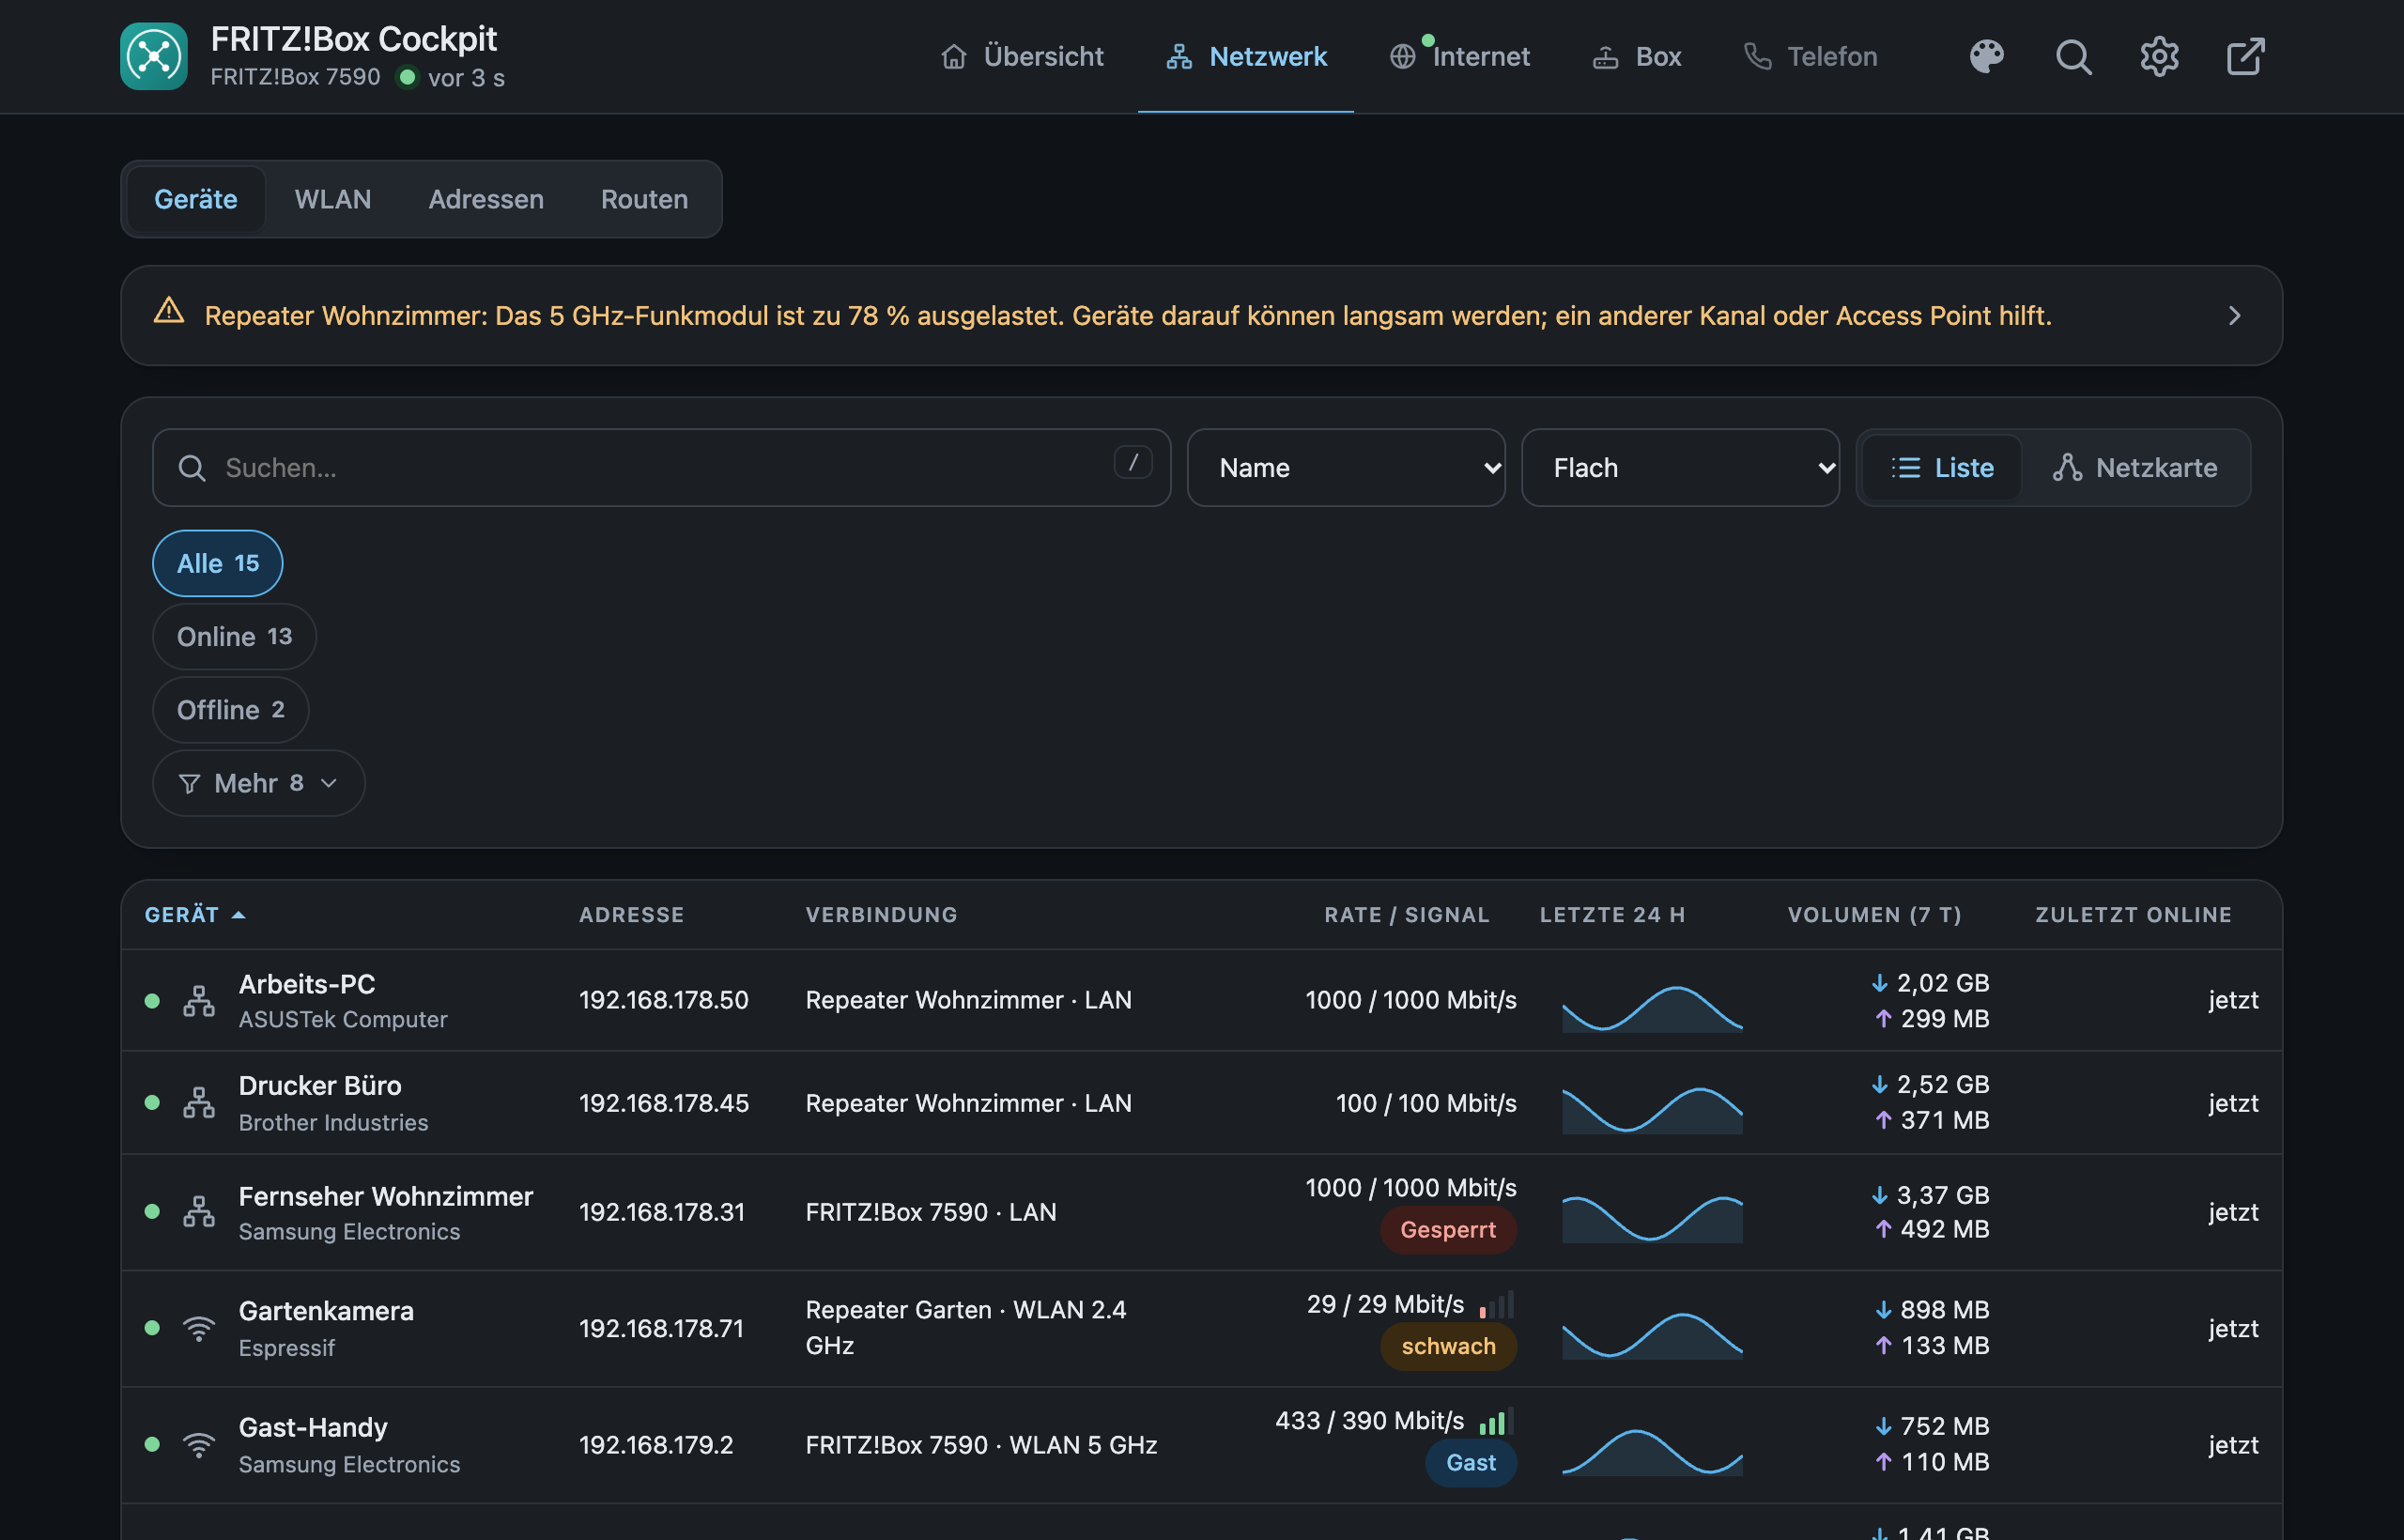 FRITZ!Box Cockpit
FRITZ!Box 7590 vor 3 s
Übersicht Netzwerk Internet Box Telefon
Geräte WLAN Adressen Routen
Repeater Wohnzimmer: Das 5 GHz-Funkmodul ist zu 78 % ausgelastet. Geräte darauf können langsam werden; ein anderer Kanal oder Access Point hilft.
Suchen… / Name Flach Liste Netzkarte
Alle 15
Online 13
Offline 2
Mehr 8
GERÄT ADRESSE VERBINDUNG RATE / SIGNAL LETZTE 24 H VOLUMEN (7 T) ZULETZT ONLINE
Arbeits-PC
ASUSTek Computer
192.168.178.50
Repeater Wohnzimmer · LAN
1000 / 1000 Mbit/s
↓ 2,02 GB
↑ 299 MB
jetzt
Drucker Büro
Brother Industries
192.168.178.45
Repeater Wohnzimmer · LAN
100 / 100 Mbit/s
↓ 2,52 GB
↑ 371 MB
jetzt
Fernseher Wohnzimmer
Samsung Electronics
192.168.178.31
FRITZ!Box 7590 · LAN
1000 / 1000 Mbit/s
Gesperrt
↓ 3,37 GB
↑ 492 MB
jetzt
Gartenkamera
Espressif
192.168.178.71
Repeater Garten · WLAN 2.4
GHz
29 / 29 Mbit/s
schwach
↓ 898 MB
↑ 133 MB
jetzt
Gast-Handy
Samsung Electronics
192.168.179.2
FRITZ!Box 7590 · WLAN 5 GHz
433 / 390 Mbit/s
Gast
↓ 752 MB
↑ 110 MB
jetzt
↓ 1,41 GB